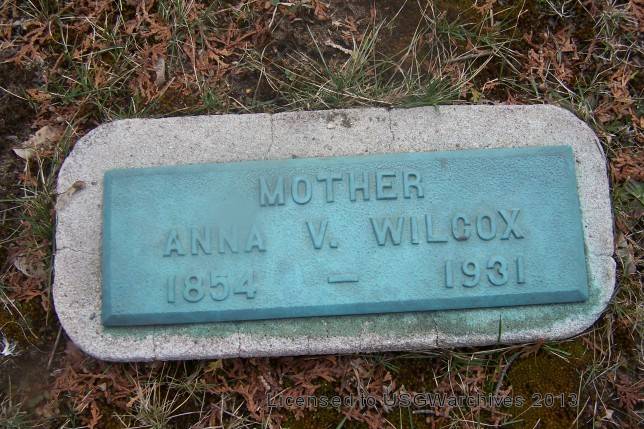 MOTHER
ANNA V. WILCOX
1854 — 1931
Licensed to USGWarchives 2013